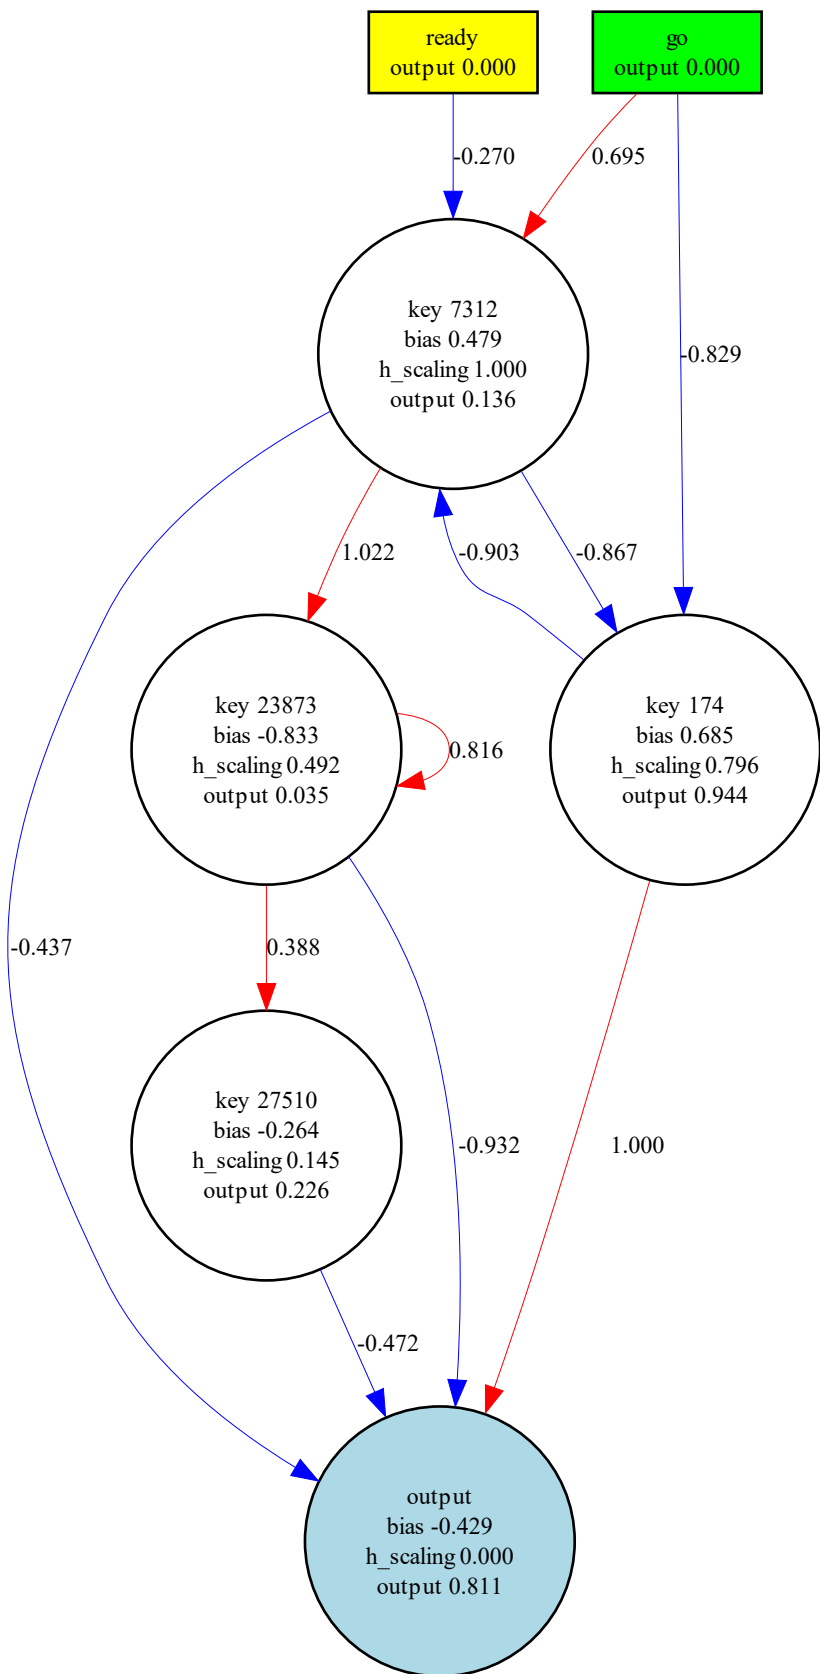 ready
output 0.000
go
output 0.000
-0.270
0.695
key 7312
bias 0.479
h_scaling 1.000
output 0.136
-0.829
1.022
-0.903
-0.867
key 23873
bias -0.833
h_scaling 0.492
output 0.035
0.816
key 174
bias 0.685
h_scaling 0.796
output 0.944
-0.437
0.388
key 27510
bias -0.264
h_scaling 0.145
output 0.226
-0.932
1.000
-0.472
output
bias -0.429
h_scaling 0.000
output 0.811